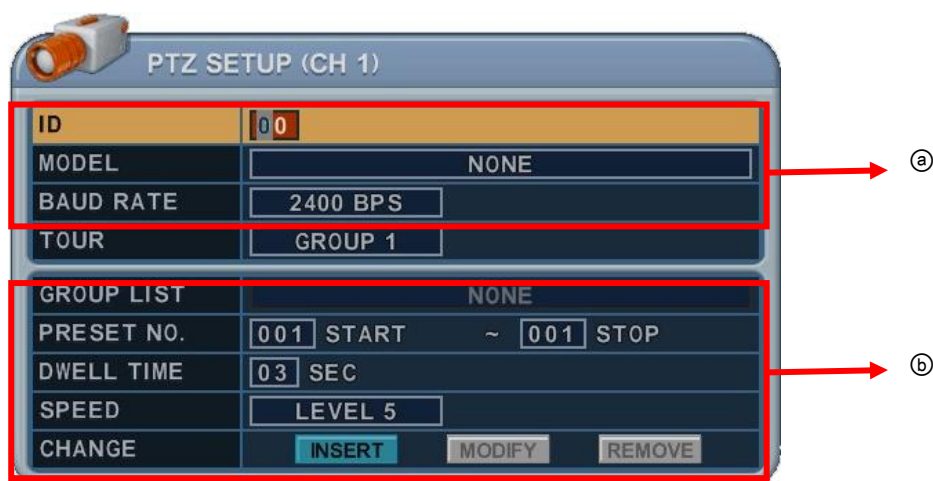 PTZ SETUP (CH 1)
ID 00
MODEL NONE
ⓐ
BAUD RATE 2400 BPS
TOUR GROUP 1
GROUP LIST NONE
PRESET NO. 001 START ~ 001 STOP
DWELL TIME 03 SEC
ⓑ
SPEED LEVEL 5
CHANGE INSERT MODIFY REMOVE